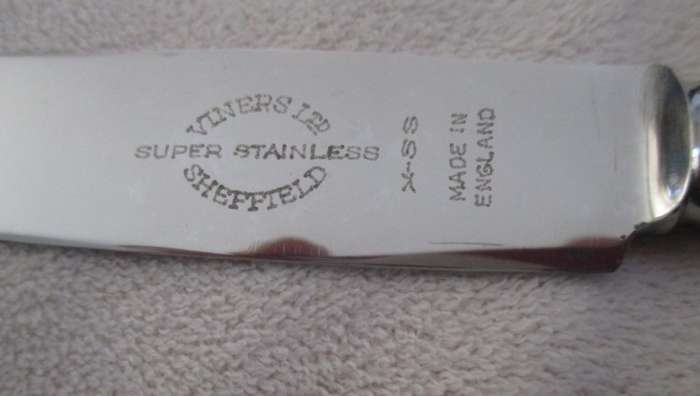 VINERS LTD
SUPER STAINLESS
SHEFFIELD
X-SS
MADE IN
ENGLAND